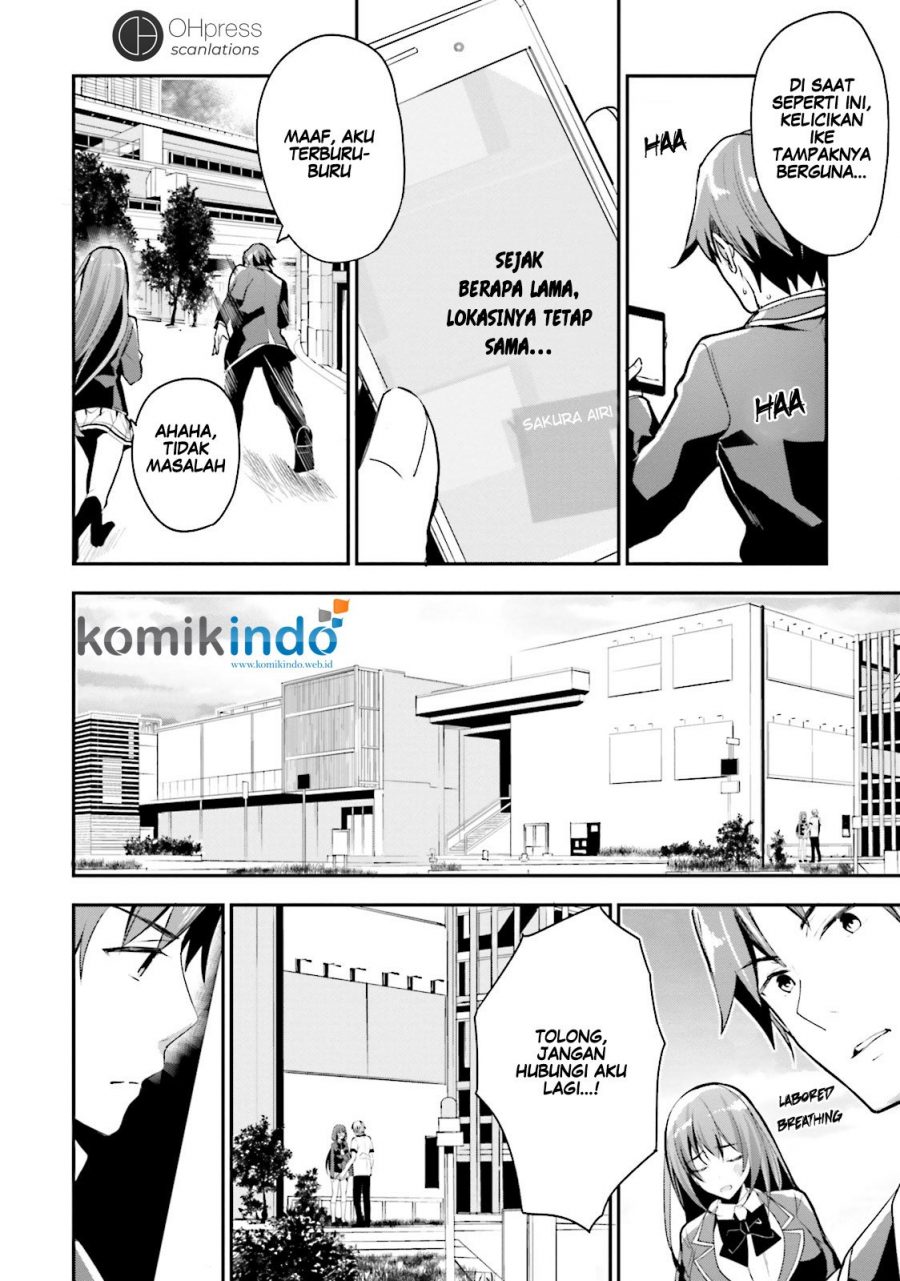 OHpress
scanlations
DI SAAT
SEPERTI INI,
KELICIKAN
IKE
TAMPAKNYA
BERGUNA...
HAA
HAA
SEJAK
BERAPA LAMA,
LOKASINYA TETAP
SAMA...
SAKURA AIRI
MAAF, AKU
TERBURU-
BURU
AHAHA,
TIDAK
MASALAH
komikindo
www.komikindo.web.id
LABORED
BREATHING
TOLONG,
JANGAN
HUBUNGI AKU
LAGI...!